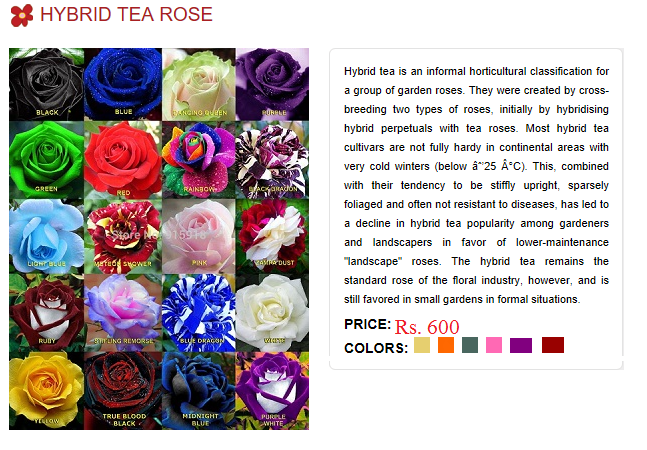 HYBRID TEA ROSE
BLACK
BLUE
DANCING QUEEN
PURPLE
GREEN
RED
RAINBOW
BLACK DRAGON
LIGHT BLUE
METEOR SHOWER
PINK
TAMPA DUST
RUBY
STRLING REMORSE
BLUE DRAGON
WHITE
YELLOW
TRUE BLOOD
BLACK
MIDNIGHT
BLUE
PURPLE
WHITE
Hybrid tea is an informal horticultural classification for
a group of garden roses. They were created by cross-
breeding two types of roses, initially by hybridising
hybrid perpetuals with tea roses. Most hybrid tea
cultivars are not fully hardy in continental areas with
very cold winters (below âˆ’25 Â°C). This, combined
with their tendency to be stiffly upright, sparsely
foliaged and often not resistant to diseases, has led to
a decline in hybrid tea popularity among gardeners
and landscapers in favor of lower-maintenance
"landscape" roses. The hybrid tea remains the
standard rose of the floral industry, however, and is
still favored in small gardens in formal situations.
PRICE: Rs. 600
COLORS: